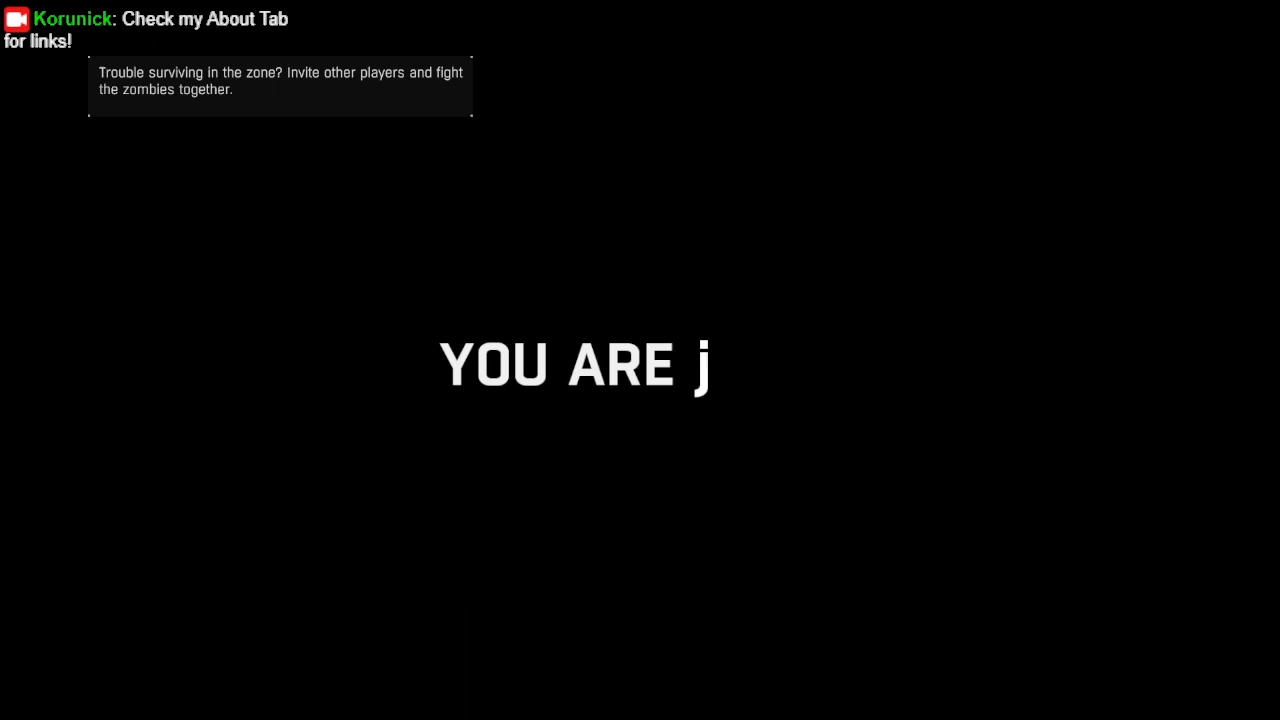 Korunick: Check my About Tab
for links!
Trouble surviving in the zone? Invite other players and fight
the zombies together.
YOU ARE j